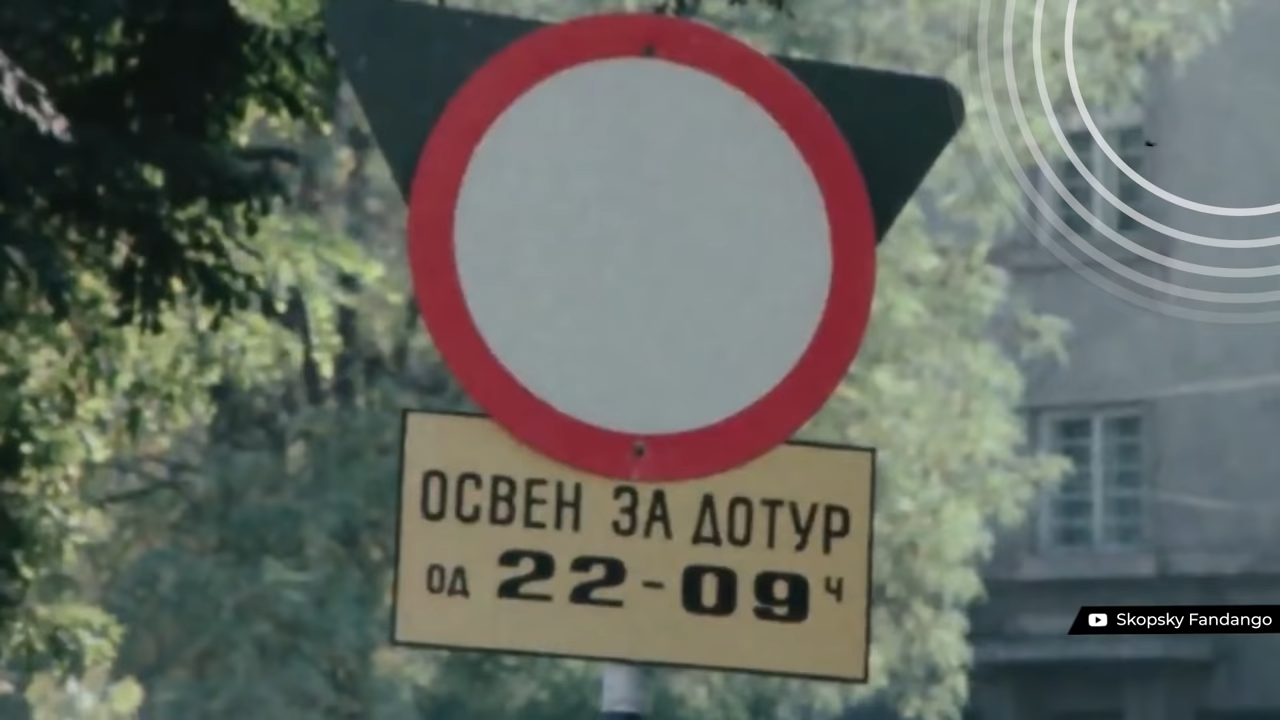 ОСВЕН ЗА ДОТУР
ОД 22-09 Ч
Skopsky Fandango